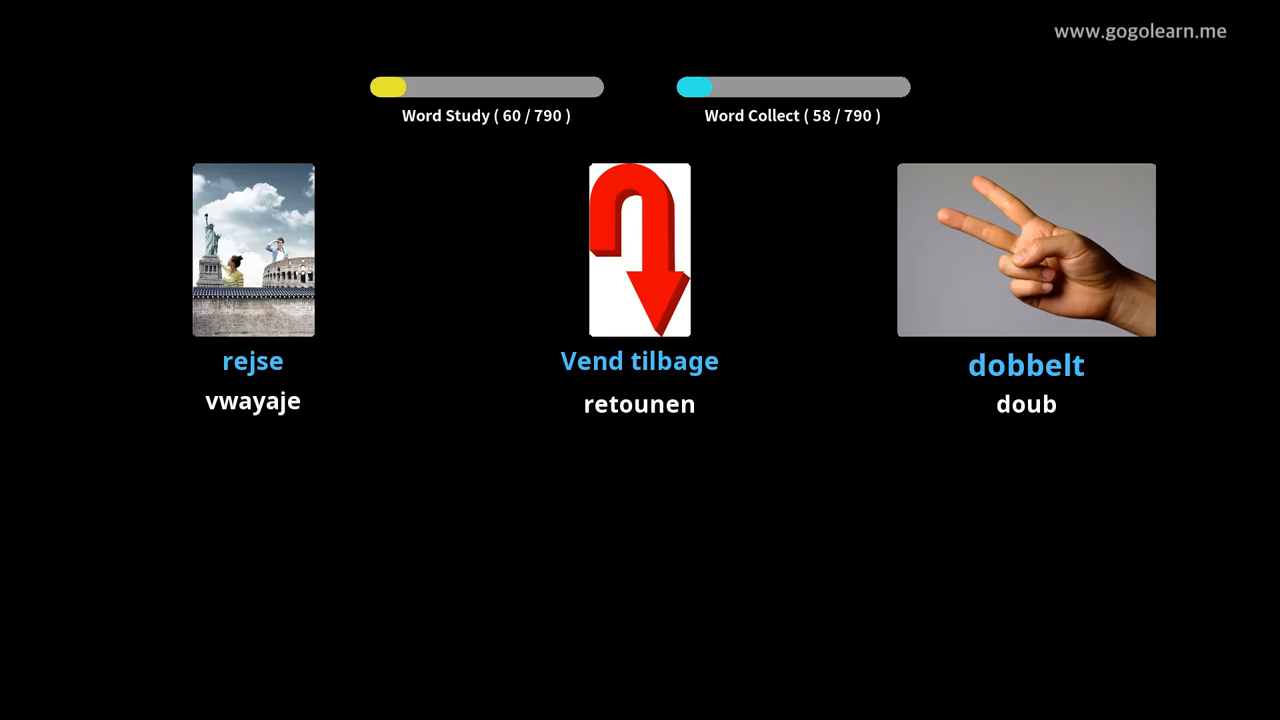 www.gogolearn.me
Word Study ( 60 / 790 )
Word Collect ( 58 / 790 )
rejse
vwayaje
Vend tilbage
retounen
dobbelt
doub